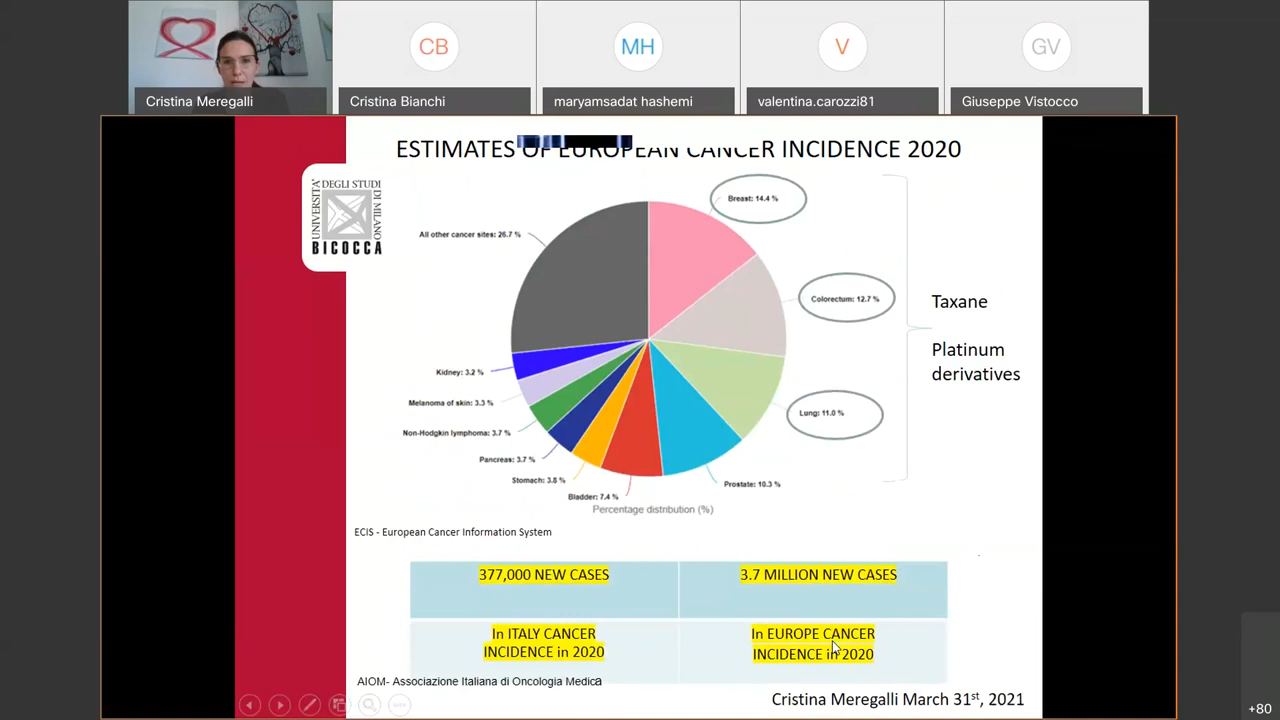 CB
MH
V
GV
Cristina Meregalli
Cristina Bianchi
maryamsadat hashemi
valentina.carozzi81
Giuseppe Vistocco
ESTIMATES OF EUROPEAN CANCER INCIDENCE 2020
UNIVERSITA'
DEGLI STUDI
DI MILANO
BICOCCA
Breast: 14.4 %
All other cancer sites: 26.7 %
Colorectum: 12.7 %
Taxane
Platinum
derivatives
Kidney: 3.2 %
Melanoma of skin: 3.3 %
Lung: 11.0 %
Non-Hodgkin lymphoma: 3.7 %
Pancreas: 3.7 %
Stomach: 3.8 %
Prostate: 10.3 %
Bladder: 7.4 %
Percentage distribution (%)
ECIS - European Cancer Information System
377,000 NEW CASES
3.7 MILLION NEW CASES
In ITALY CANCER
INCIDENCE in 2020
In EUROPE CANCER
INCIDENCE in 2020
AIOM- Associazione Italiana di Oncologia Medica
Cristina Meregalli March 31st, 2021
+80